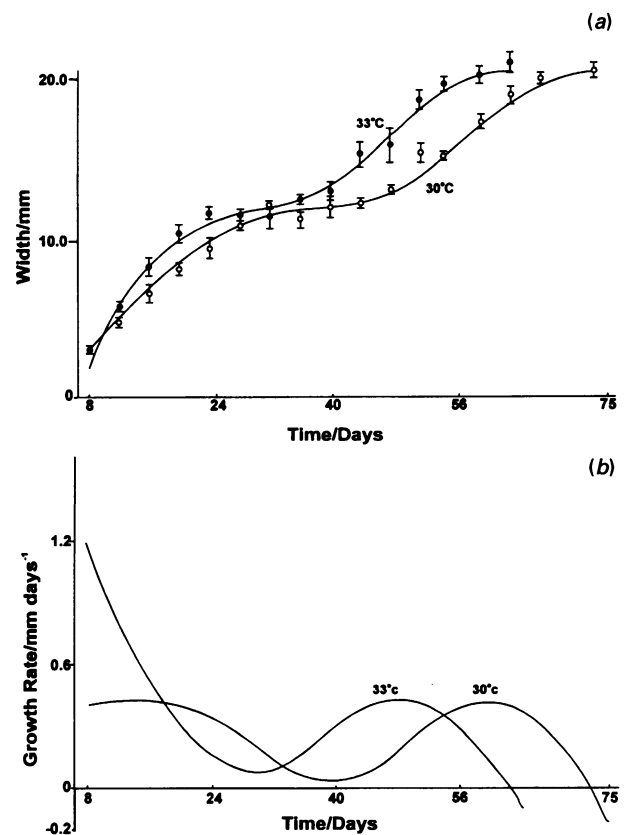 (a)
20.0
33°C
30°C
10.0
Width/mm
0
8 24 40 56 75
Time/Days
(b)
1.2
Growth Rate/mm days-1
0.6
33°c 30°c
0
8 24 40 56 75
-0.2
Time/Days